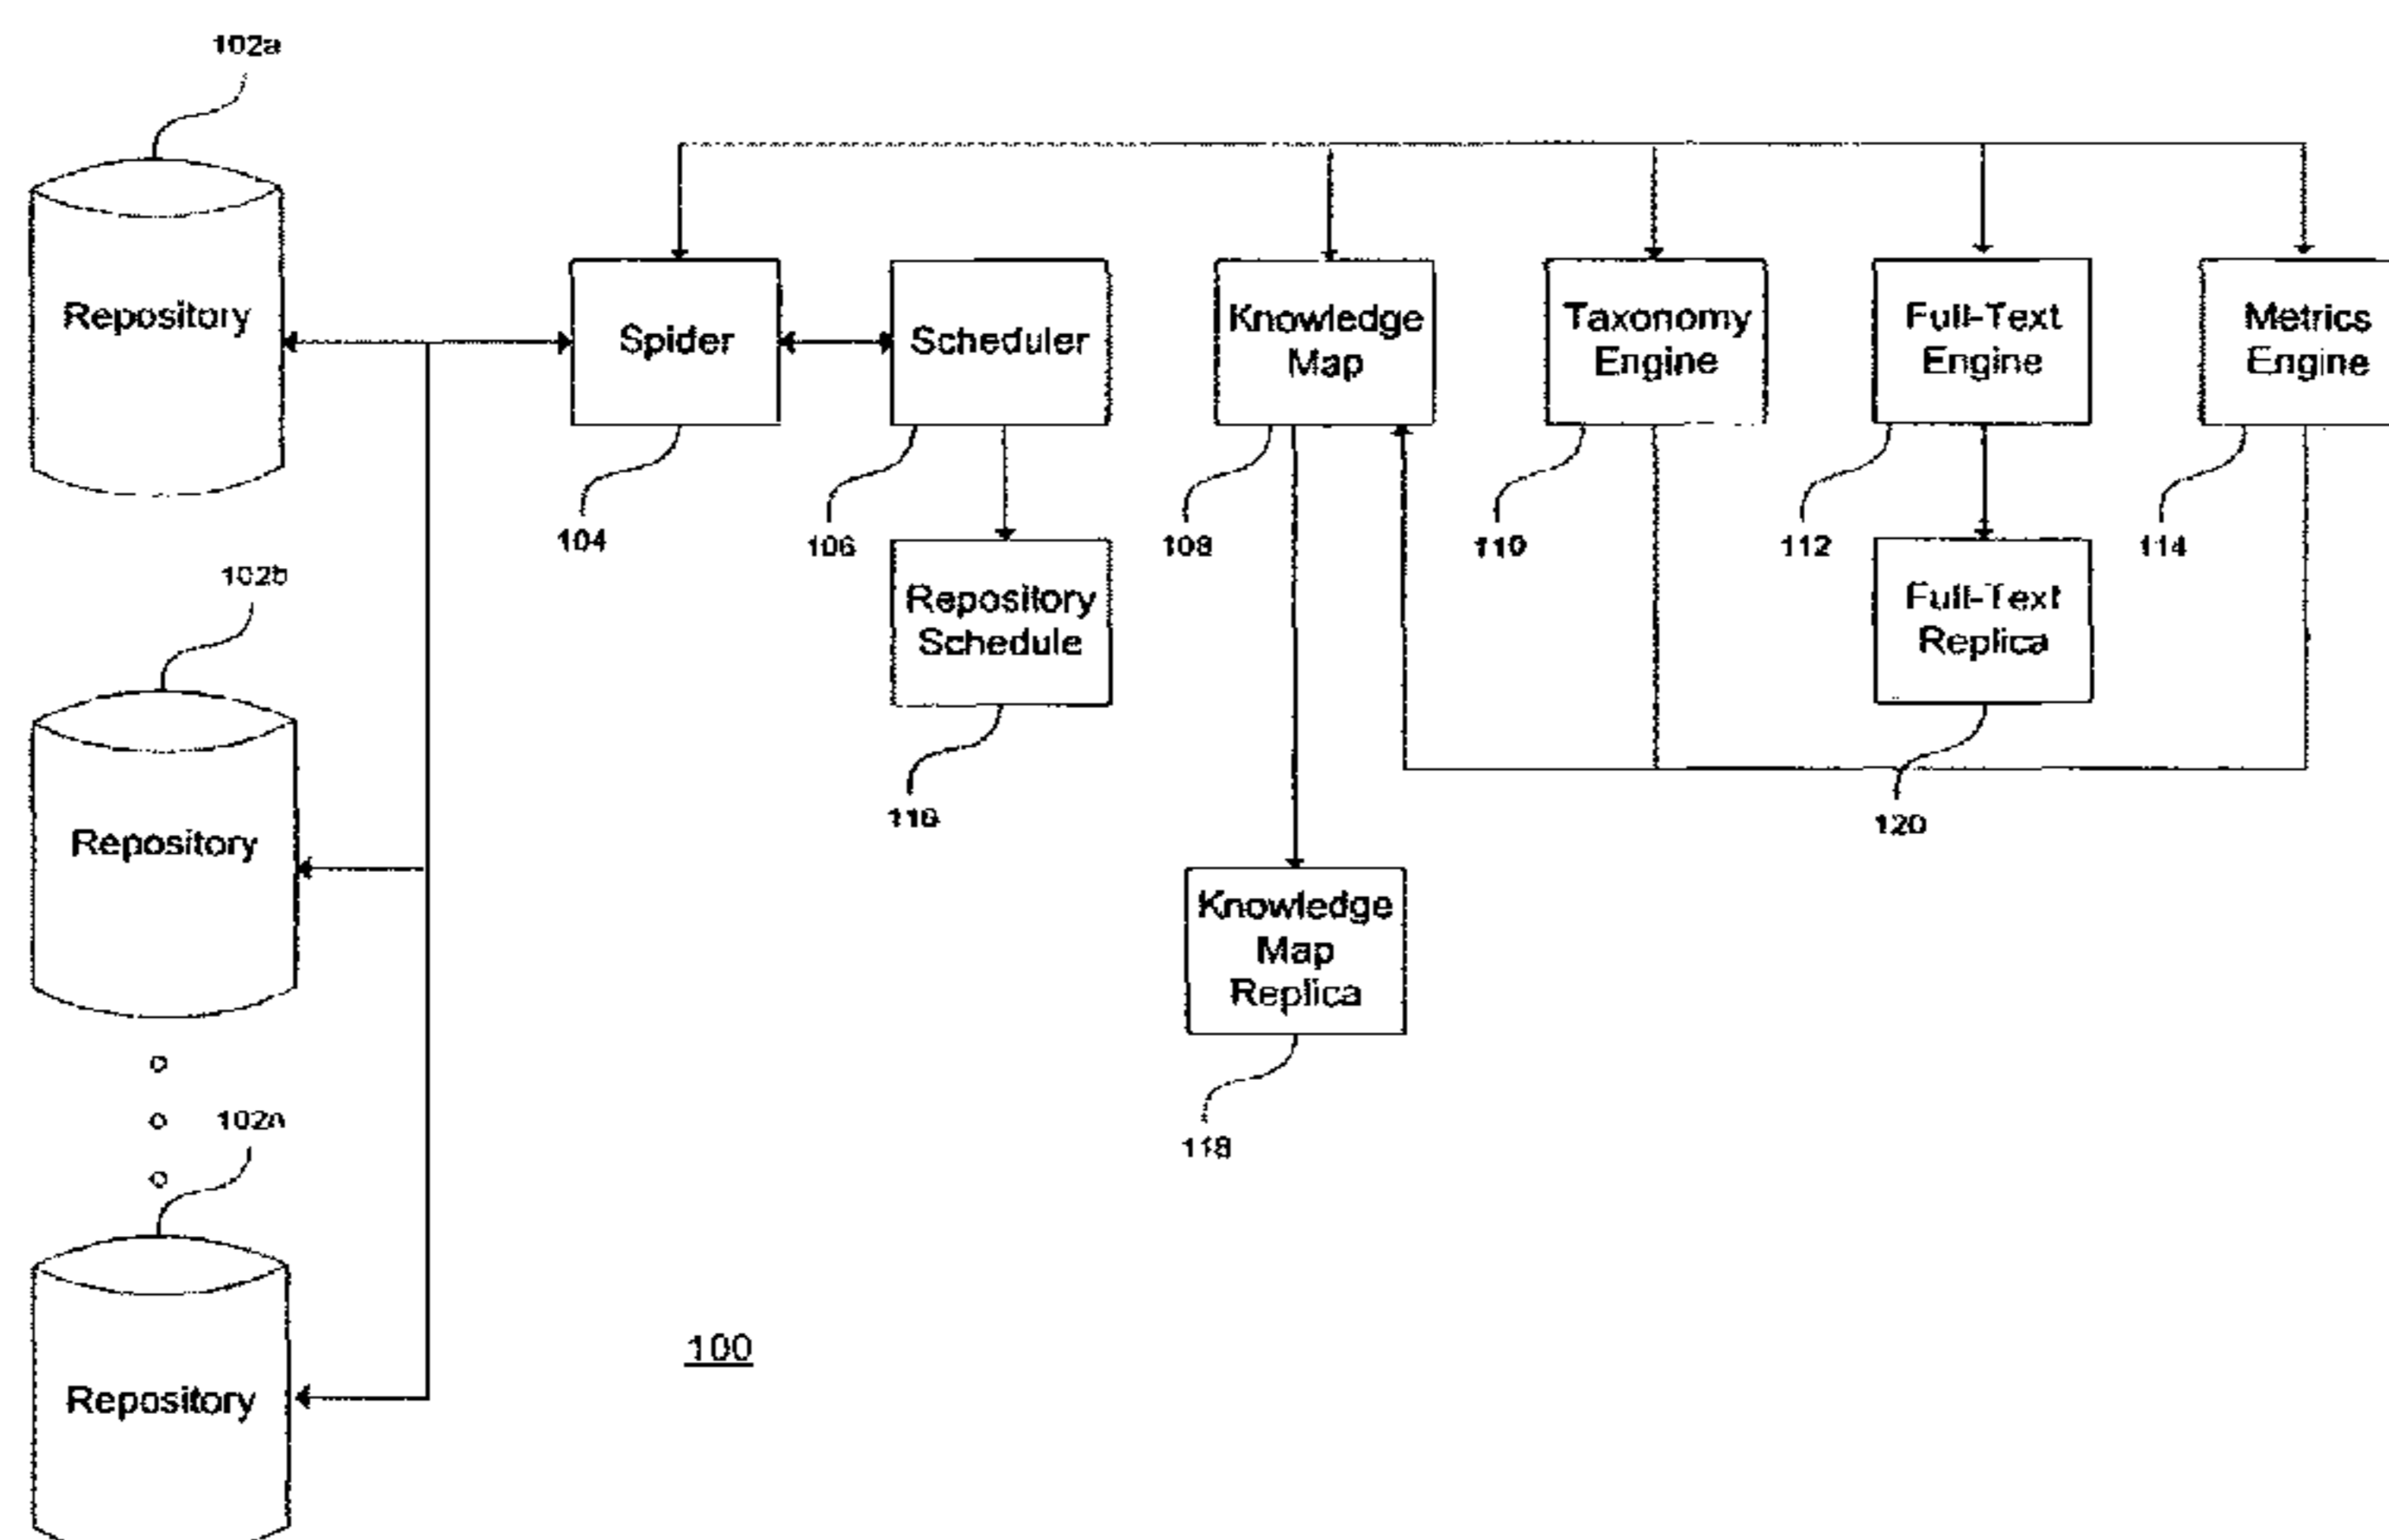 102a
Repository
Spider
Scheduler
Knowledge
Map
Taxonomy
Engine
Full-Text
Engine
Metrics
Engine
104
106
108
110
112
114
102b
Repository
Schedule
Full-Text
Replica
116
120
Repository
Knowledge
Map
Replica
118
102n
100
Repository